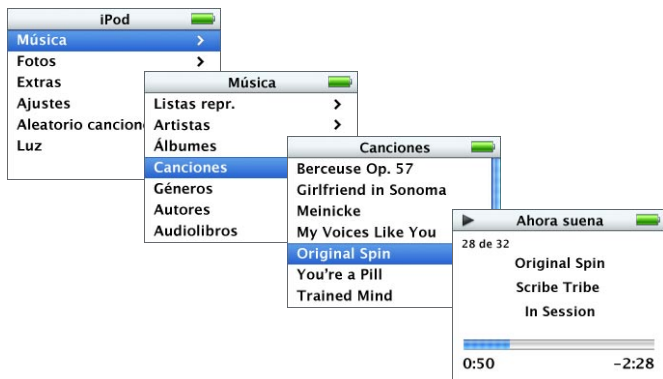 iPod
Música
Fotos
Extras
Ajustes
Aleatorio cancion
Luz
Música
Listas repr.
Artistas
Álbumes
Canciones
Géneros
Autores
Audiolibros
Canciones
Berceuse Op. 57
Girlfriend in Sonoma
Meinicke
My Voices Like You
Original Spin
You're a Pill
Trained Mind
Ahora suena
28 de 32
Original Spin
Scribe Tribe
In Session
0:50 -2:28